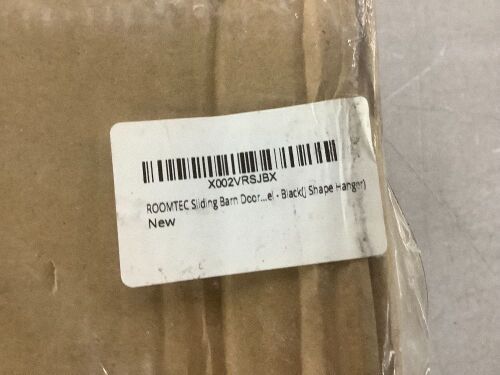 X002VRSJBX
ROOMTEC Sliding Barn Door...el - Black(J Shape Hanger)
New